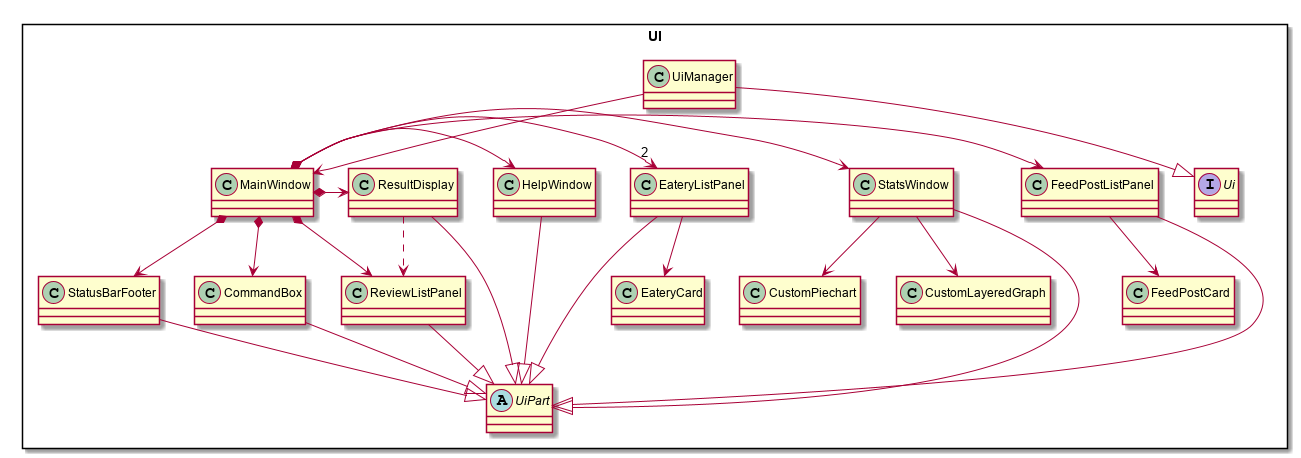 UI
C UiManager
2
C MainWindow
C ResultDisplay
C HelpWindow
C EateryListPanel
C StatsWindow
C FeedPostListPanel
I Ui
C StatusBarFooter
C CommandBox
C ReviewListPanel
C EateryCard
C CustomPiechart
C CustomLayeredGraph
C FeedPostCard
A UiPart